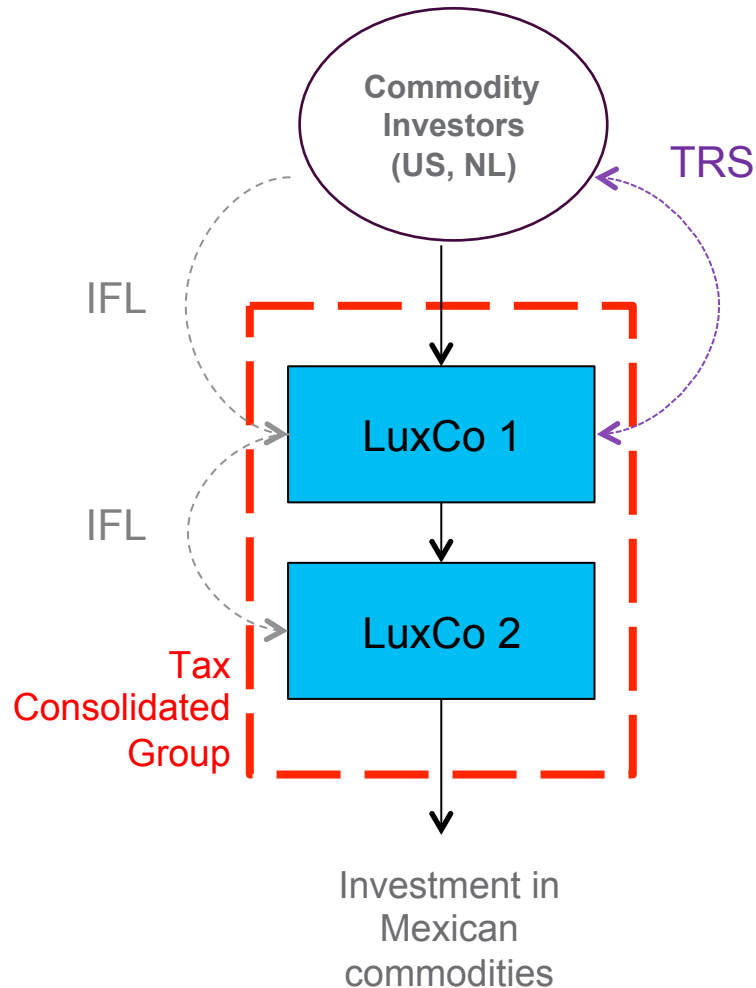 Commodity
Investors
(US, NL)
TRS
IFL
LuxCo 1
IFL
LuxCo 2
Tax
Consolidated
Group
Investment in
Mexican
commodities